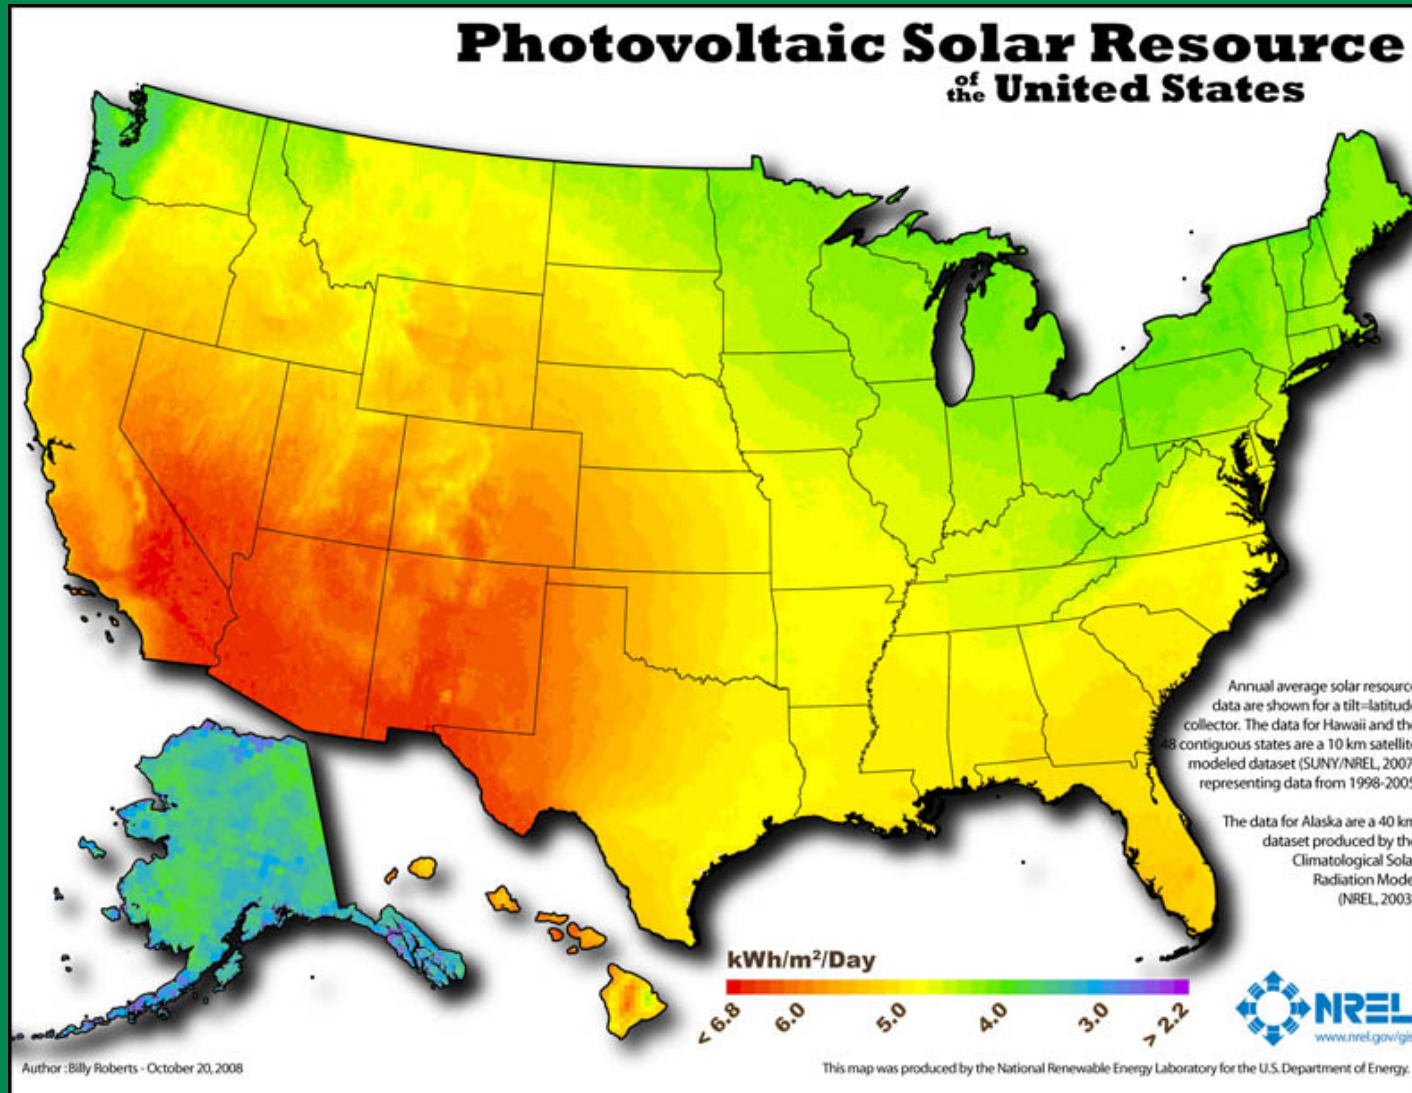 Photovoltaic Solar Resource
of the United States
Annual average solar resource
data are shown for a tilt=latitude
collector. The data for Hawaii and the
48 contiguous states are a 10 km satellite
modeled dataset (SUNY/NREL, 2007
representing data from 1998-2005
The data for Alaska are a 40 km
dataset produced by the
Climatological Sola
Radiation Mode
(NREL, 2003
kWh/m²/Day
< 6.8 6.0 5.0 4.0 3.0 > 2.2
NREL
www.nrel.gov/gis
Author : Billy Roberts - October 20, 2008
This map was produced by the National Renewable Energy Laboratory for the U.S. Department of Energy.